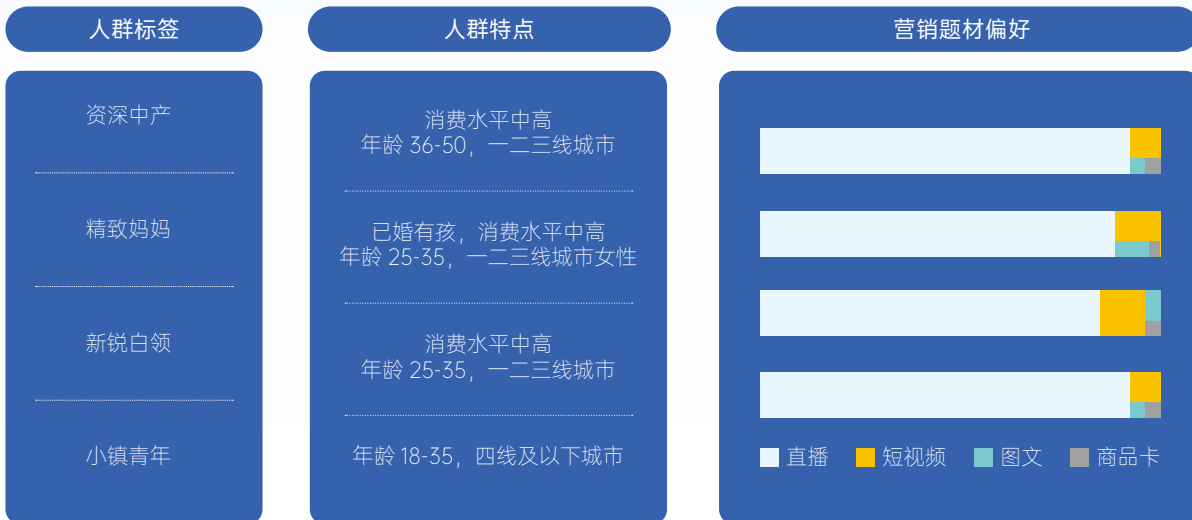 人群标签
人群特点
营销题材偏好
资深中产
消费水平中高
年龄 36-50，一二三线城市
精致妈妈
已婚有孩，消费水平中高
年龄 25-35，一二三线城市女性
新锐白领
消费水平中高
年龄 25-35，一二三线城市
小镇青年
年龄 18-35，四线及以下城市
直播 短视频 图文 商品卡